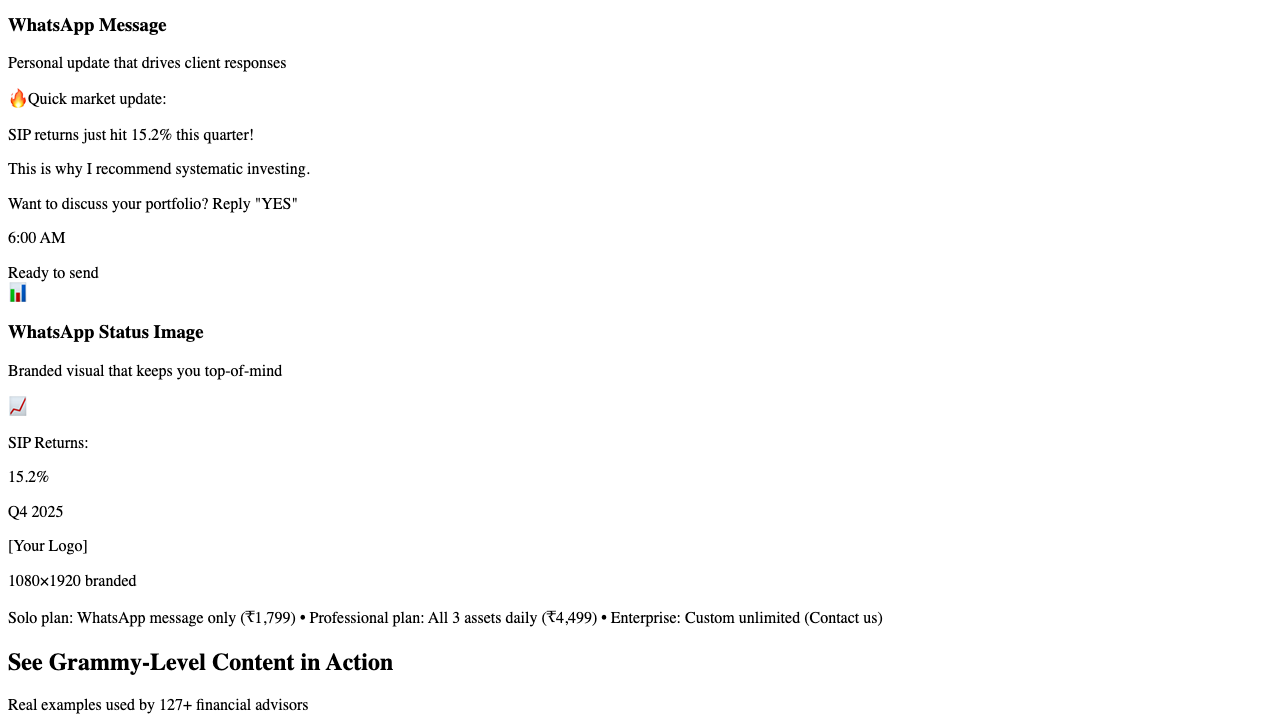 WhatsApp Message
Personal update that drives client responses
🔥Quick market update:
SIP returns just hit 15.2% this quarter!
This is why I recommend systematic investing.
Want to discuss your portfolio? Reply "YES"
6:00 AM
Ready to send
📊
WhatsApp Status Image
Branded visual that keeps you top-of-mind
📈
SIP Returns:
15.2%
Q4 2025
[Your Logo]
1080×1920 branded
Solo plan: WhatsApp message only (₹1,799) • Professional plan: All 3 assets daily (₹4,499) • Enterprise: Custom unlimited (Contact us)
See Grammy-Level Content in Action
Real examples used by 127+ financial advisors